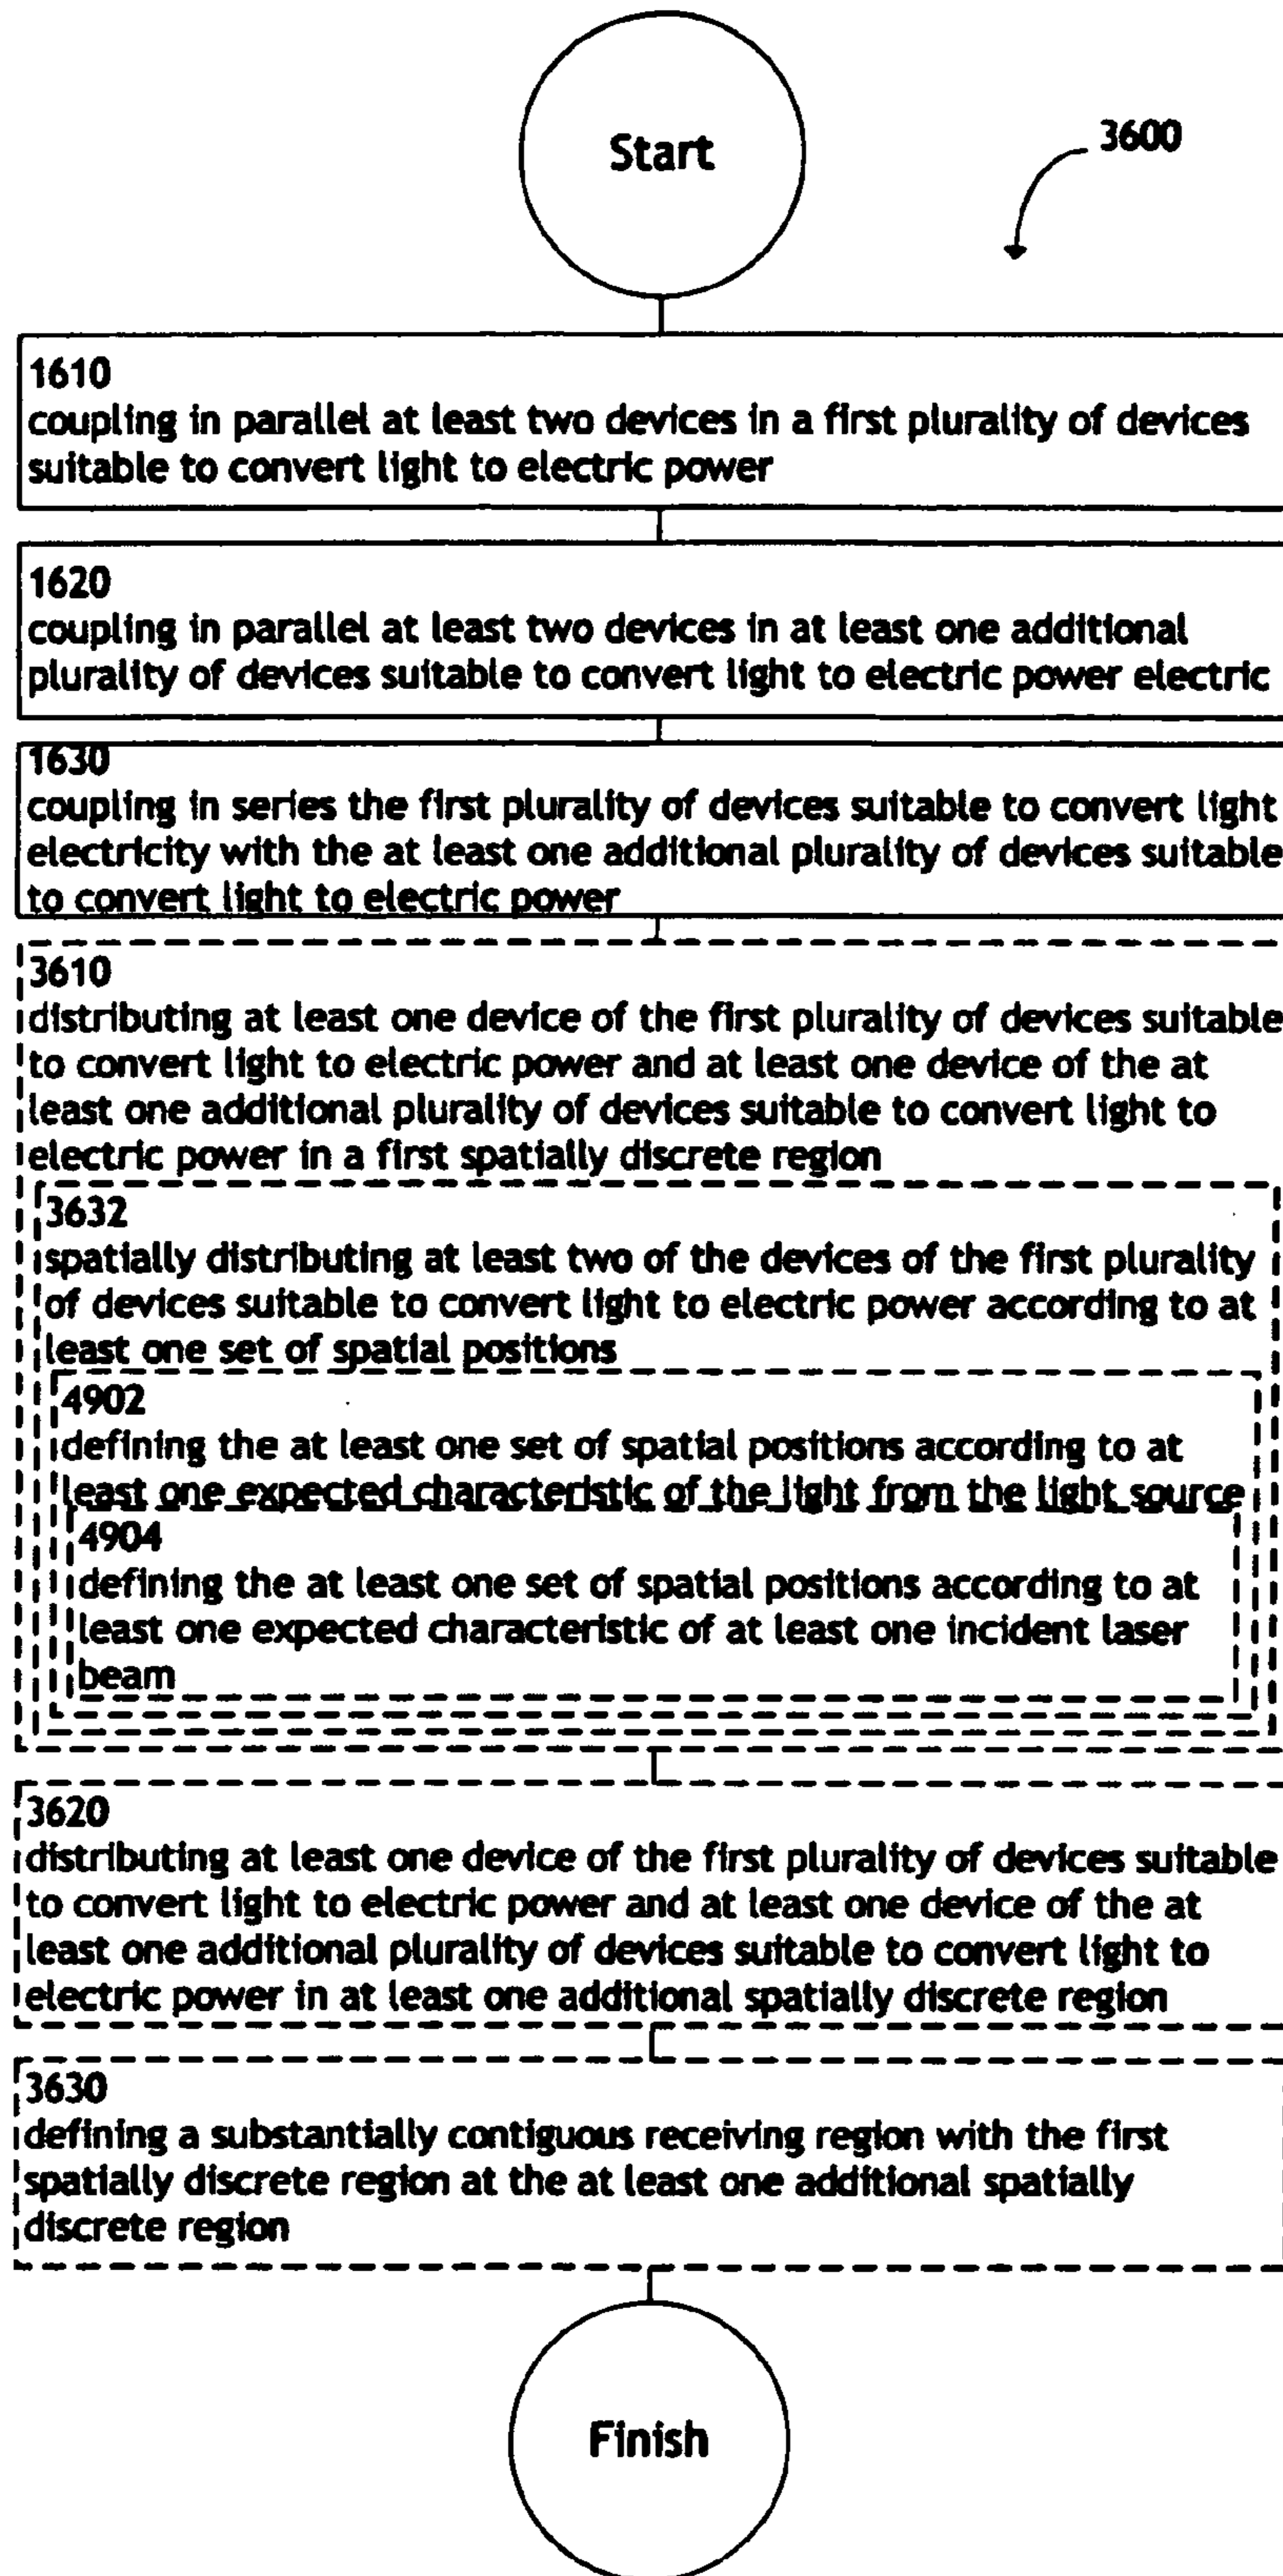 Start
3600
1610
coupling in parallel at least two devices in a first plurality of devices
suitable to convert light to electric power
1620
coupling in parallel at least two devices in at least one additional
plurality of devices suitable to convert light to electric power electric
1630
coupling in series the first plurality of devices suitable to convert light
electricity with the at least one additional plurality of devices suitable
to convert light to electric power
3610
distributing at least one device of the first plurality of devices suitable
to convert light to electric power and at least one device of the at
least one additional plurality of devices suitable to convert light to
electric power in a first spatially discrete region
3632
spatially distributing at least two of the devices of the first plurality
of devices suitable to convert light to electric power according to at
least one set of spatial positions
4902
defining the at least one set of spatial positions according to at
least one expected characteristic of the light from the light source
4904
defining the at least one set of spatial positions according to at
least one expected characteristic of at least one incident laser
beam
3620
distributing at least one device of the first plurality of devices suitable
to convert light to electric power and at least one device of the at
least one additional plurality of devices suitable to convert light to
electric power in at least one additional spatially discrete region
3630
defining a substantially contiguous receiving region with the first
spatially discrete region at the at least one additional spatially
discrete region
Finish